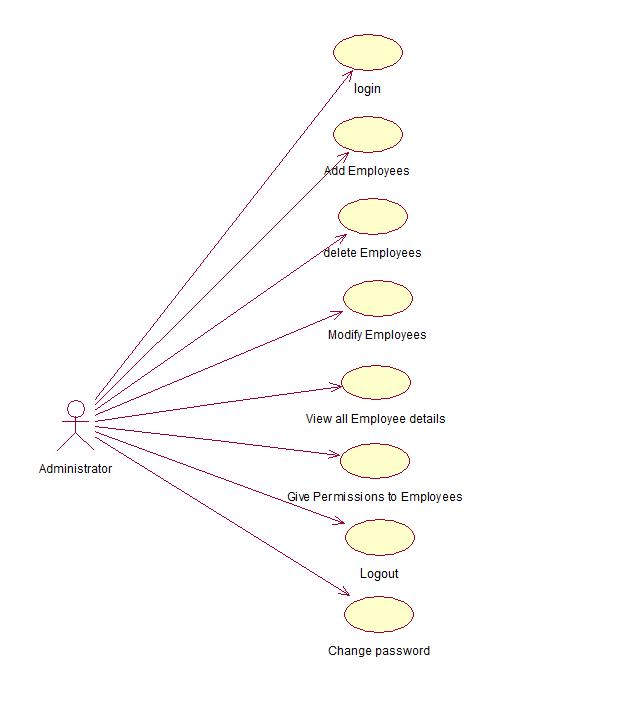 login
Add Employees
delete Employees
Modify Employees
View all Employee details
Administrator
Give Permissions to Employees
Logout
Change password